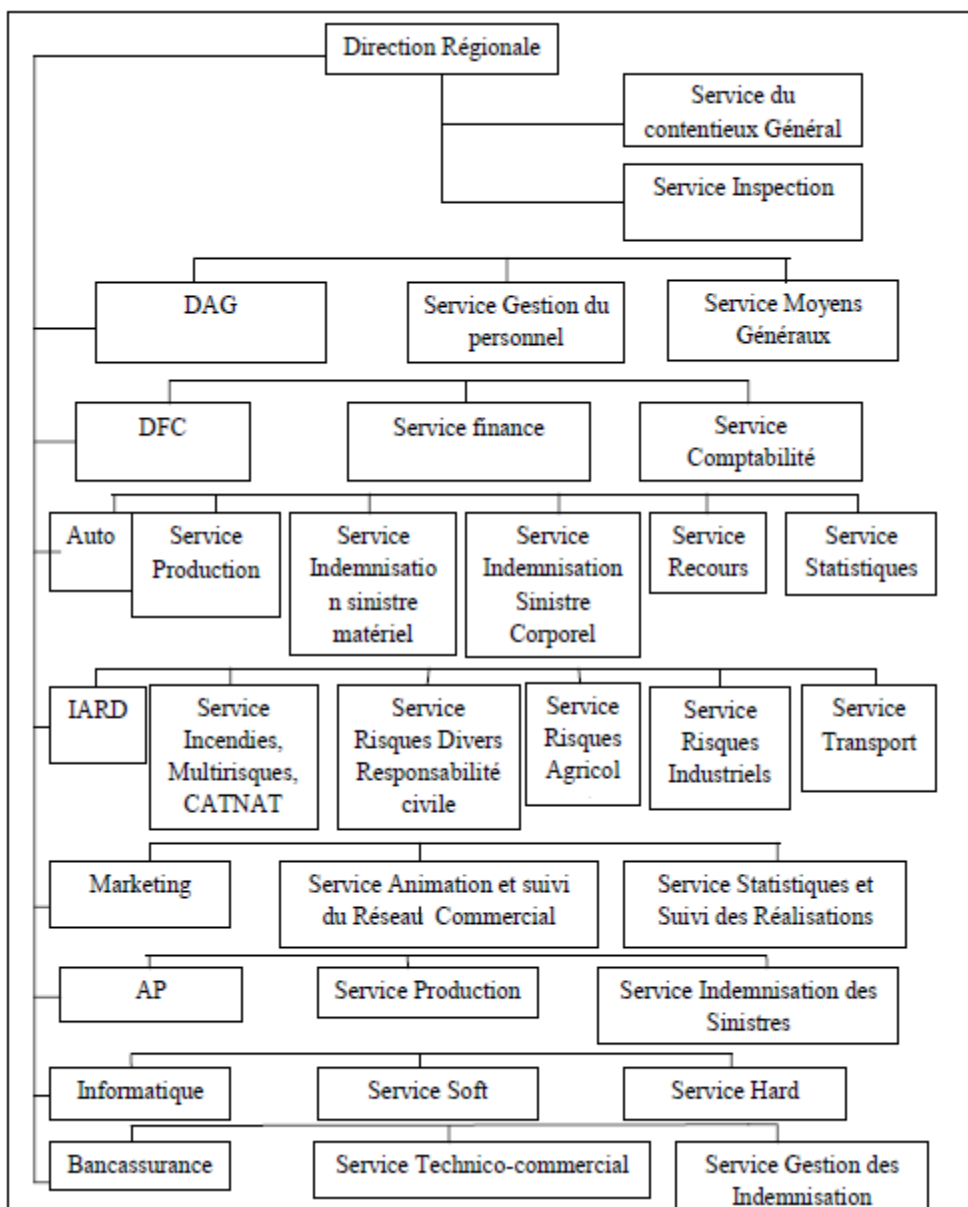 Direction Régionale
Service du
contentieux Général
Service Inspection
DAG
Service Gestion du
personnel
Service Moyens
Généraux
DFC
Service finance
Service
Comptabilité
Auto
Service
Production
Service
Indemnisatio
n sinistre
matériel
Service
Indemnisation
Sinistre
Corporel
Service
Recours
Service
Statistiques
IARD
Service
Incendies,
Multirisques,
CATNAT
Service
Risques Divers
Responsabilité
civile
Service
Risques
Agricol
Service
Risques
Industriels
Service
Transport
Marketing
Service Animation et suivi
du Réseau Commercial
Service Statistiques et
Suivi des Réalisations
AP
Service Production
Service Indemnisation des
Sinistres
Informatique
Service Soft
Service Hard
Bancassurance
Service Technico-commercial
Service Gestion des
Indemnisation